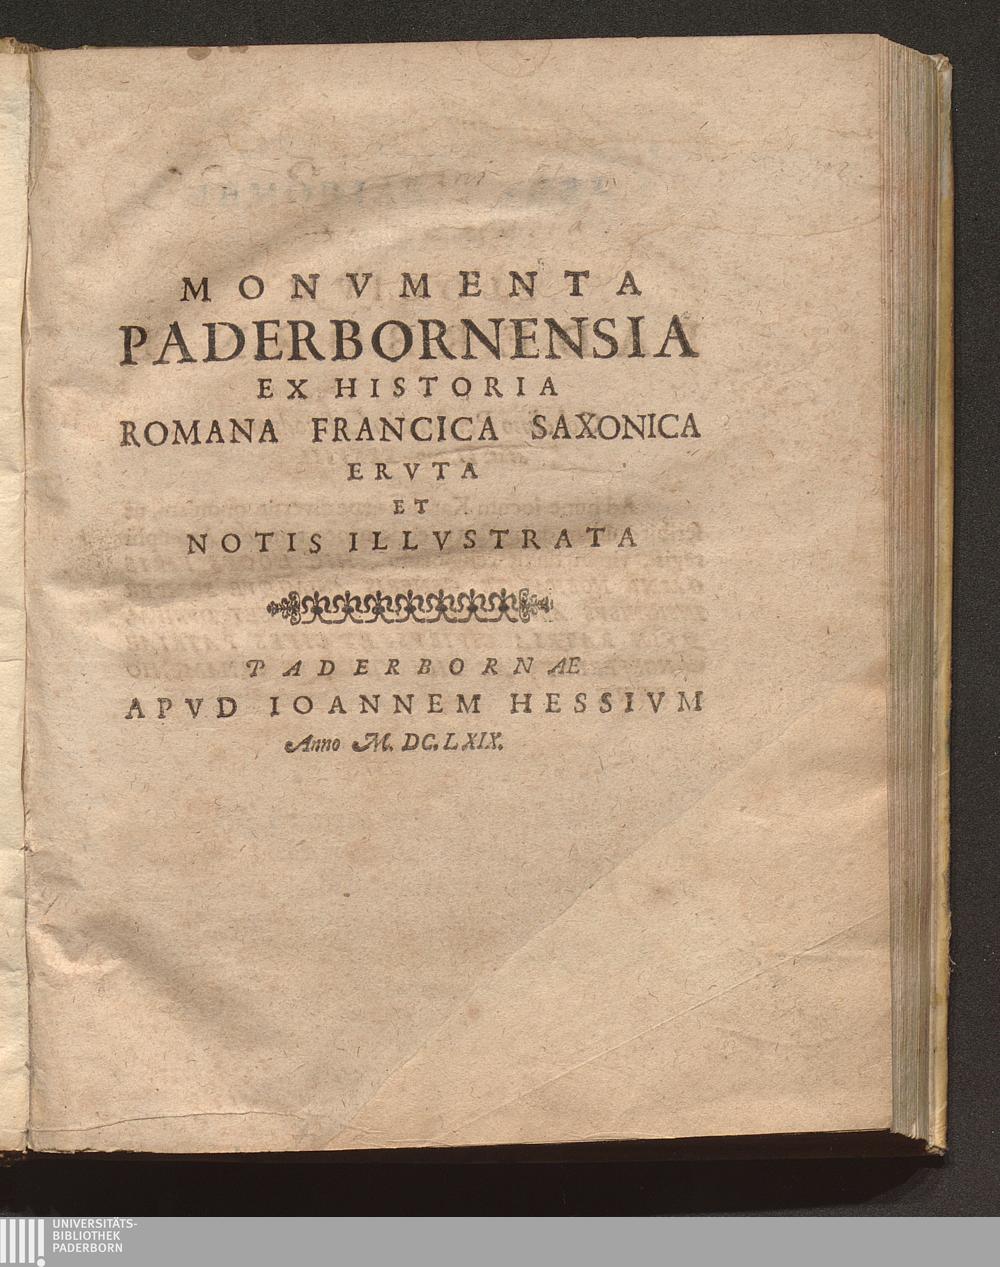 MONVMENTA
PADERBORNENSIA
EX HISTORIA
ROMANA FRANCICA SAXONICA
ERVTA
ET
NOTIS ILLVSTRATA
PADERBORNÆ
APVD IOANNEM HESSIVM
Anno M. DC. LXIX.
UNIVERSITÄTS-
BIBLIOTHEK
PADERBORN